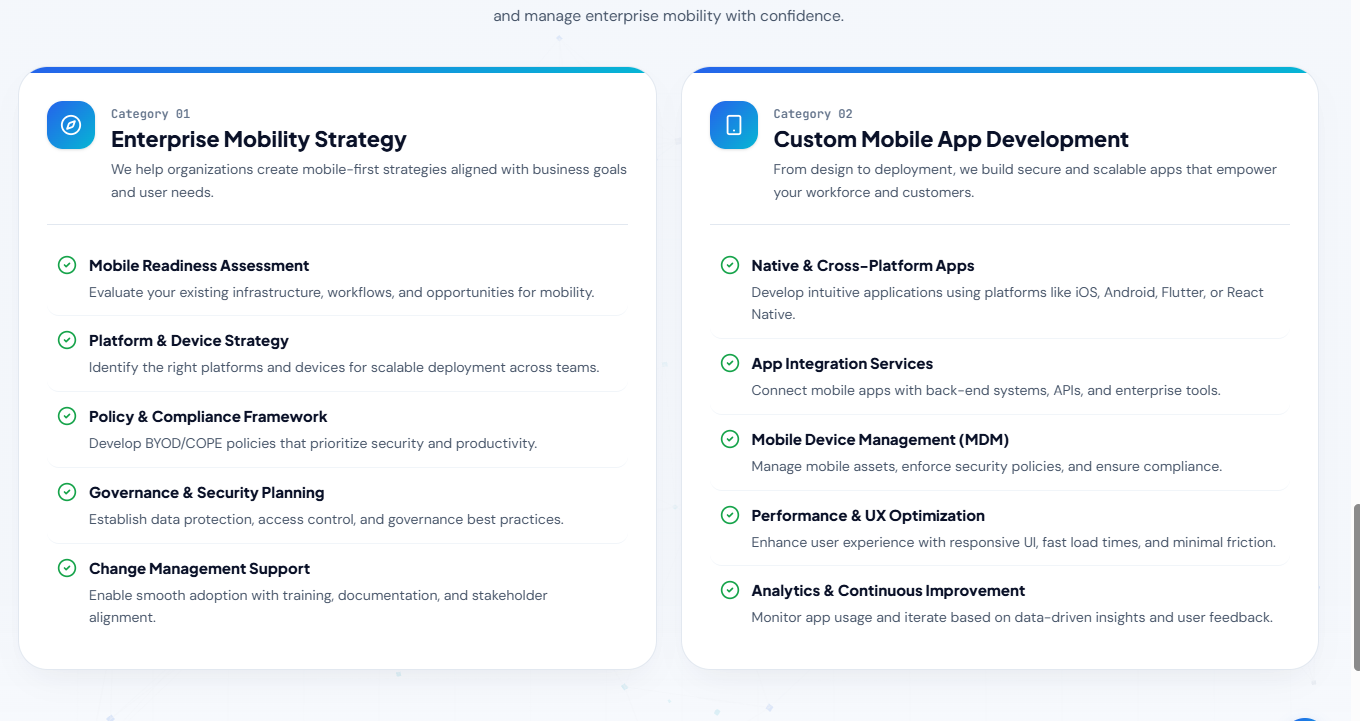 and manage enterprise mobility with confidence.
Category 01
Enterprise Mobility Strategy
We help organizations create mobile-first strategies aligned with business goals
and user needs.
Mobile Readiness Assessment
Evaluate your existing infrastructure, workflows, and opportunities for mobility.
Platform & Device Strategy
Identify the right platforms and devices for scalable deployment across teams.
Policy & Compliance Framework
Develop BYOD/COPE policies that prioritize security and productivity.
Governance & Security Planning
Establish data protection, access control, and governance best practices.
Change Management Support
Enable smooth adoption with training, documentation, and stakeholder
alignment.
Category 02
Custom Mobile App Development
From design to deployment, we build secure and scalable apps that empower
your workforce and customers.
Native & Cross-Platform Apps
Develop intuitive applications using platforms like iOS, Android, Flutter, or React
Native.
App Integration Services
Connect mobile apps with back-end systems, APIs, and enterprise tools.
Mobile Device Management (MDM)
Manage mobile assets, enforce security policies, and ensure compliance.
Performance & UX Optimization
Enhance user experience with responsive UI, fast load times, and minimal friction.
Analytics & Continuous Improvement
Monitor app usage and iterate based on data-driven insights and user feedback.